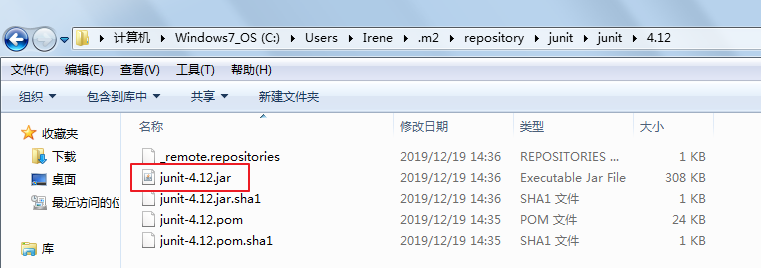 计算机 Windows7_OS (C:) Users Irene .m2 repository junit junit 4.12
文件(F) 编辑(E) 查看(V) 工具(T) 帮助(H)
组织 包含到库中 共享 新建文件夹
收藏夹
下载
桌面
最近访问的位
库
名称 修改日期 类型 大小
_remote.repositories 2019/12/19 14:36 REPOSITORIES ... 1 KB
junit-4.12.jar 2019/12/19 14:36 Executable Jar File 308 KB
junit-4.12.jar.sha1 2019/12/19 14:36 SHA1 文件 1 KB
junit-4.12.pom 2019/12/19 14:35 POM 文件 24 KB
junit-4.12.pom.sha1 2019/12/19 14:35 SHA1 文件 1 KB